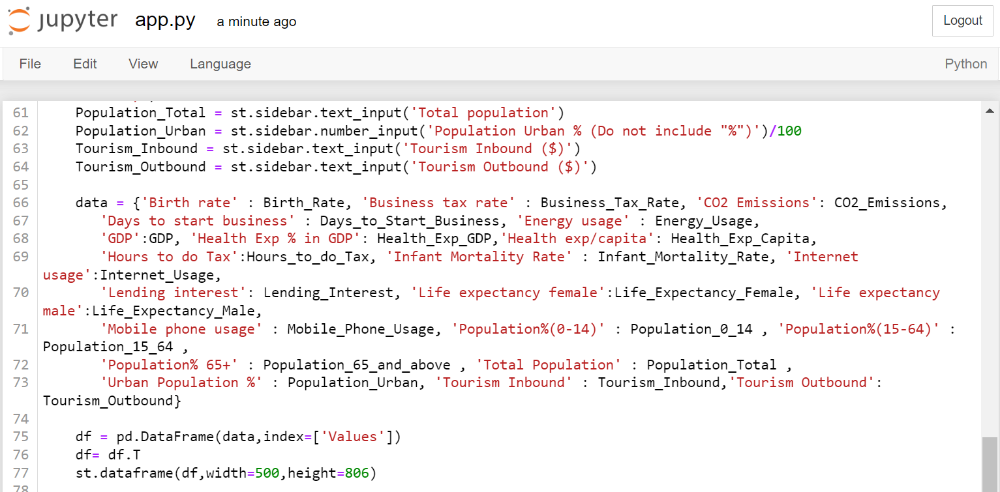 jupyter app.py a minute ago Logout
File Edit View Language Python
61 Population_Total = st.sidebar.text_input('Total population')
62 Population_Urban = st.sidebar.number_input('Population Urban % (Do not include "%")')/100
63 Tourism_Inbound = st.sidebar.text_input('Tourism Inbound ($)')
64 Tourism_Outbound = st.sidebar.text_input('Tourism Outbound ($)')
65
66 data = {'Birth rate' : Birth_Rate, 'Business tax rate' : Business_Tax_Rate, 'CO2 Emissions': CO2_Emissions,
67 'Days to start business' : Days_to_Start_Business, 'Energy usage' : Energy_Usage,
68 'GDP':GDP, 'Health Exp % in GDP': Health_Exp_GDP,'Health exp/capita': Health_Exp_Capita,
69 'Hours to do Tax':Hours_to_do_Tax, 'Infant Mortality Rate' : Infant_Mortality_Rate, 'Internet
usage':Internet_Usage,
70 'Lending interest': Lending_Interest, 'Life expectancy female':Life_Expectancy_Female, 'Life expectancy
male':Life_Expectancy_Male,
71 'Mobile phone usage' : Mobile_Phone_Usage, 'Population%(0-14)' : Population_0_14 , 'Population%(15-64)' :
Population_15_64 ,
72 'Population% 65+' : Population_65_and_above , 'Total Population' : Population_Total ,
73 'Urban Population %' : Population_Urban, 'Tourism Inbound' : Tourism_Inbound,'Tourism Outbound':
Tourism_Outbound}
74
75 df = pd.DataFrame(data,index=['Values'])
76 df= df.T
77 st.dataframe(df,width=500,height=806)
78